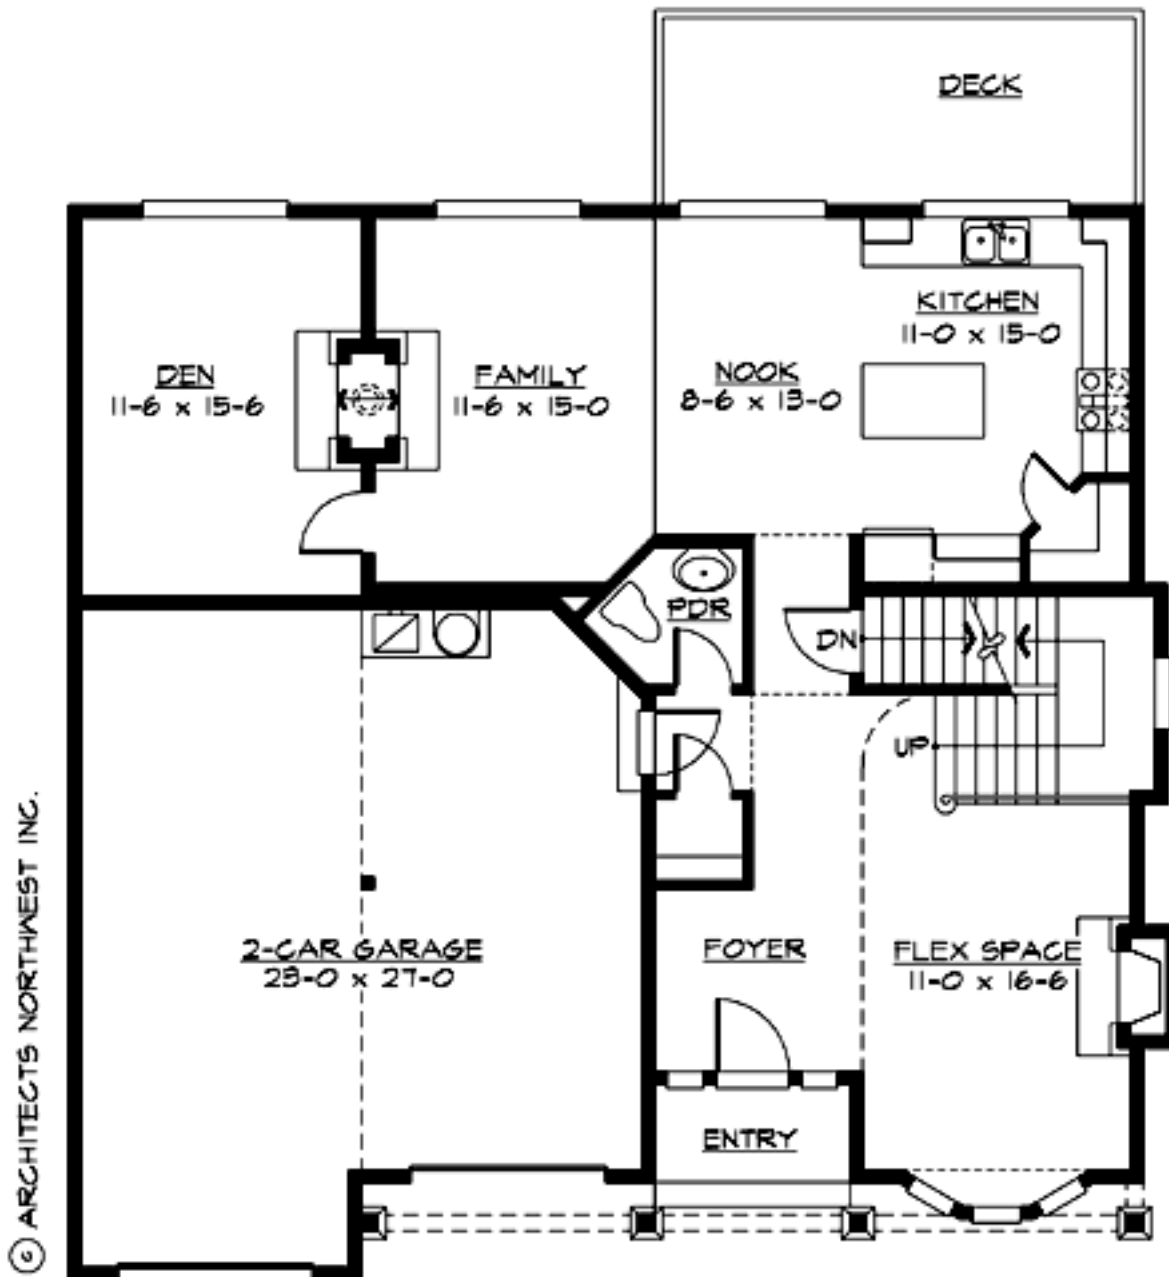 DECK
KITCHEN
11-0 x 15-0
DEN
11-6 x 15-6
FAMILY
11-6 x 15-0
NOOK
8-6 x 13-0
PDR
DN
UP
2-CAR GARAGE
23-0 x 27-0
FOYER
FLEX SPACE
11-0 x 16-6
ENTRY
© ARCHITECTS NORTHWEST INC.